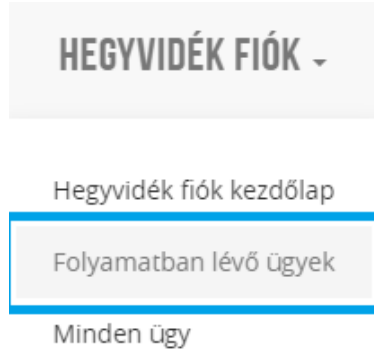 HEGYVIDÉK FIÓK
Hegyvidék fiók kezdőlap
Folyamatban lévő ügyek
Minden ügy